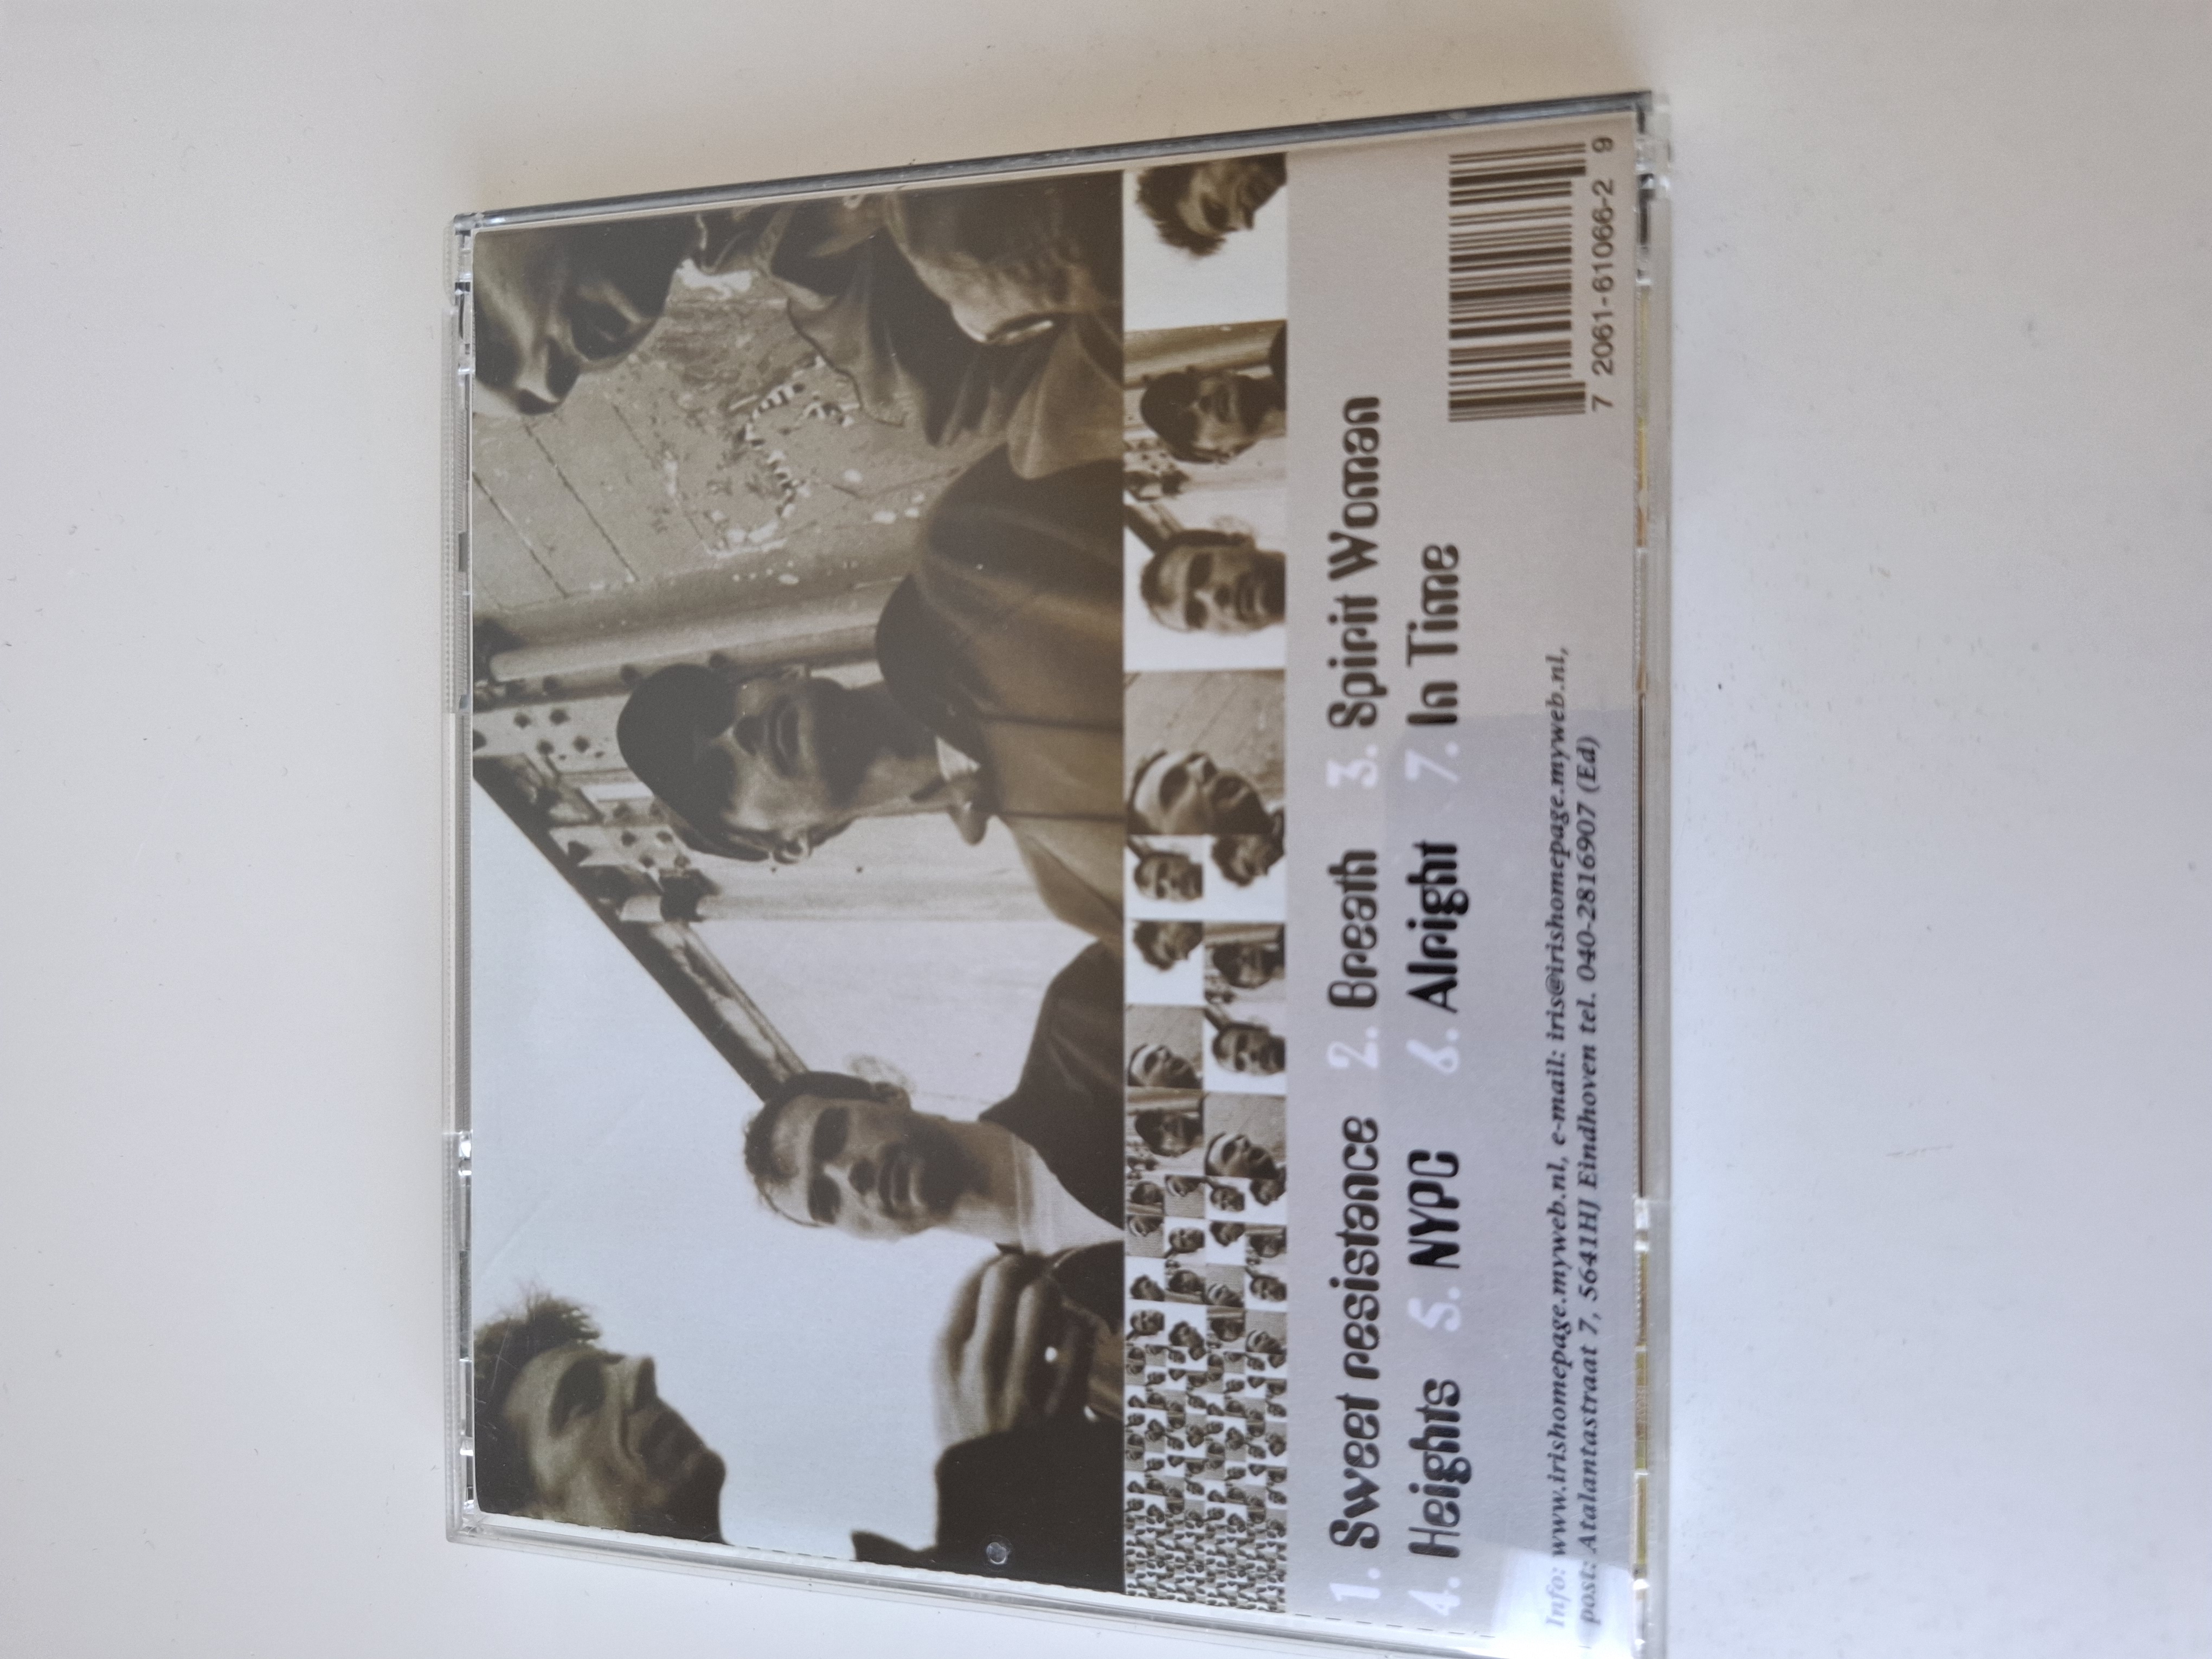 1. Sweet resistance 2. Breath 3. Spirit Woman
4. Heights 5. NYPC 6. Alright 7. In Time
Info: www.irishomepage.myweb.nl, e-mail: iris@irishomepage.myweb.nl,
post: Atalantastraat 7, 5641HJ Eindhoven tel. 040-2816907 (Ed)
7 2061-61066-2 9